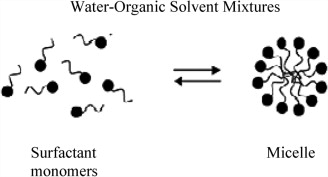 Water-Organic Solvent Mixtures
Surfactant
monomers
Micelle